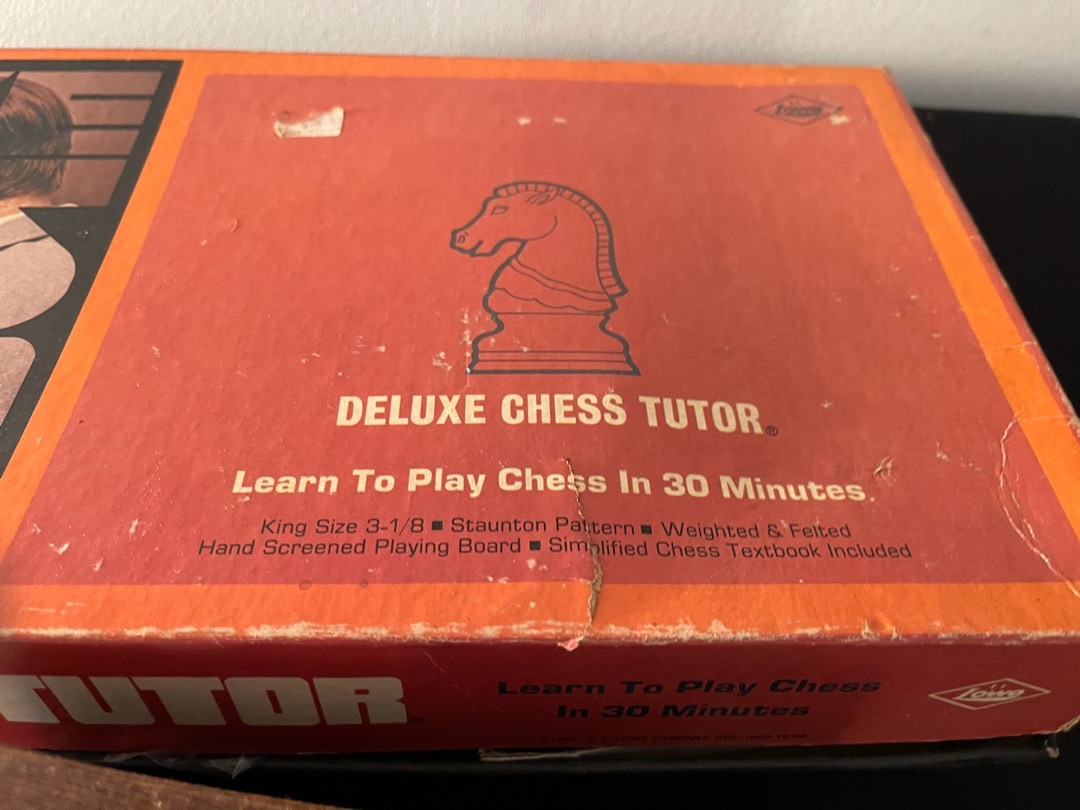 Lowe
DELUXE CHESS TUTOR®
Learn To Play Chess In 30 Minutes.
King Size 3-1/8 ■ Staunton Pattern ■ Weighted & Felted
Hand Screened Playing Board ■ Simplified Chess Textbook Included
TUTOR
Learn To Play Chess
In 30 Minutes
Lowe